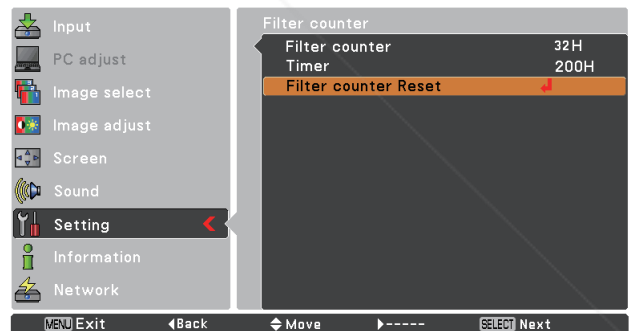 Input
PC adjust
Image select
Image adjust
Screen
Sound
Setting
Information
Network
Filter counter
Filter counter 32H
Timer 200H
Filter counter Reset
MENU Exit Back Move ----- SELECT Next